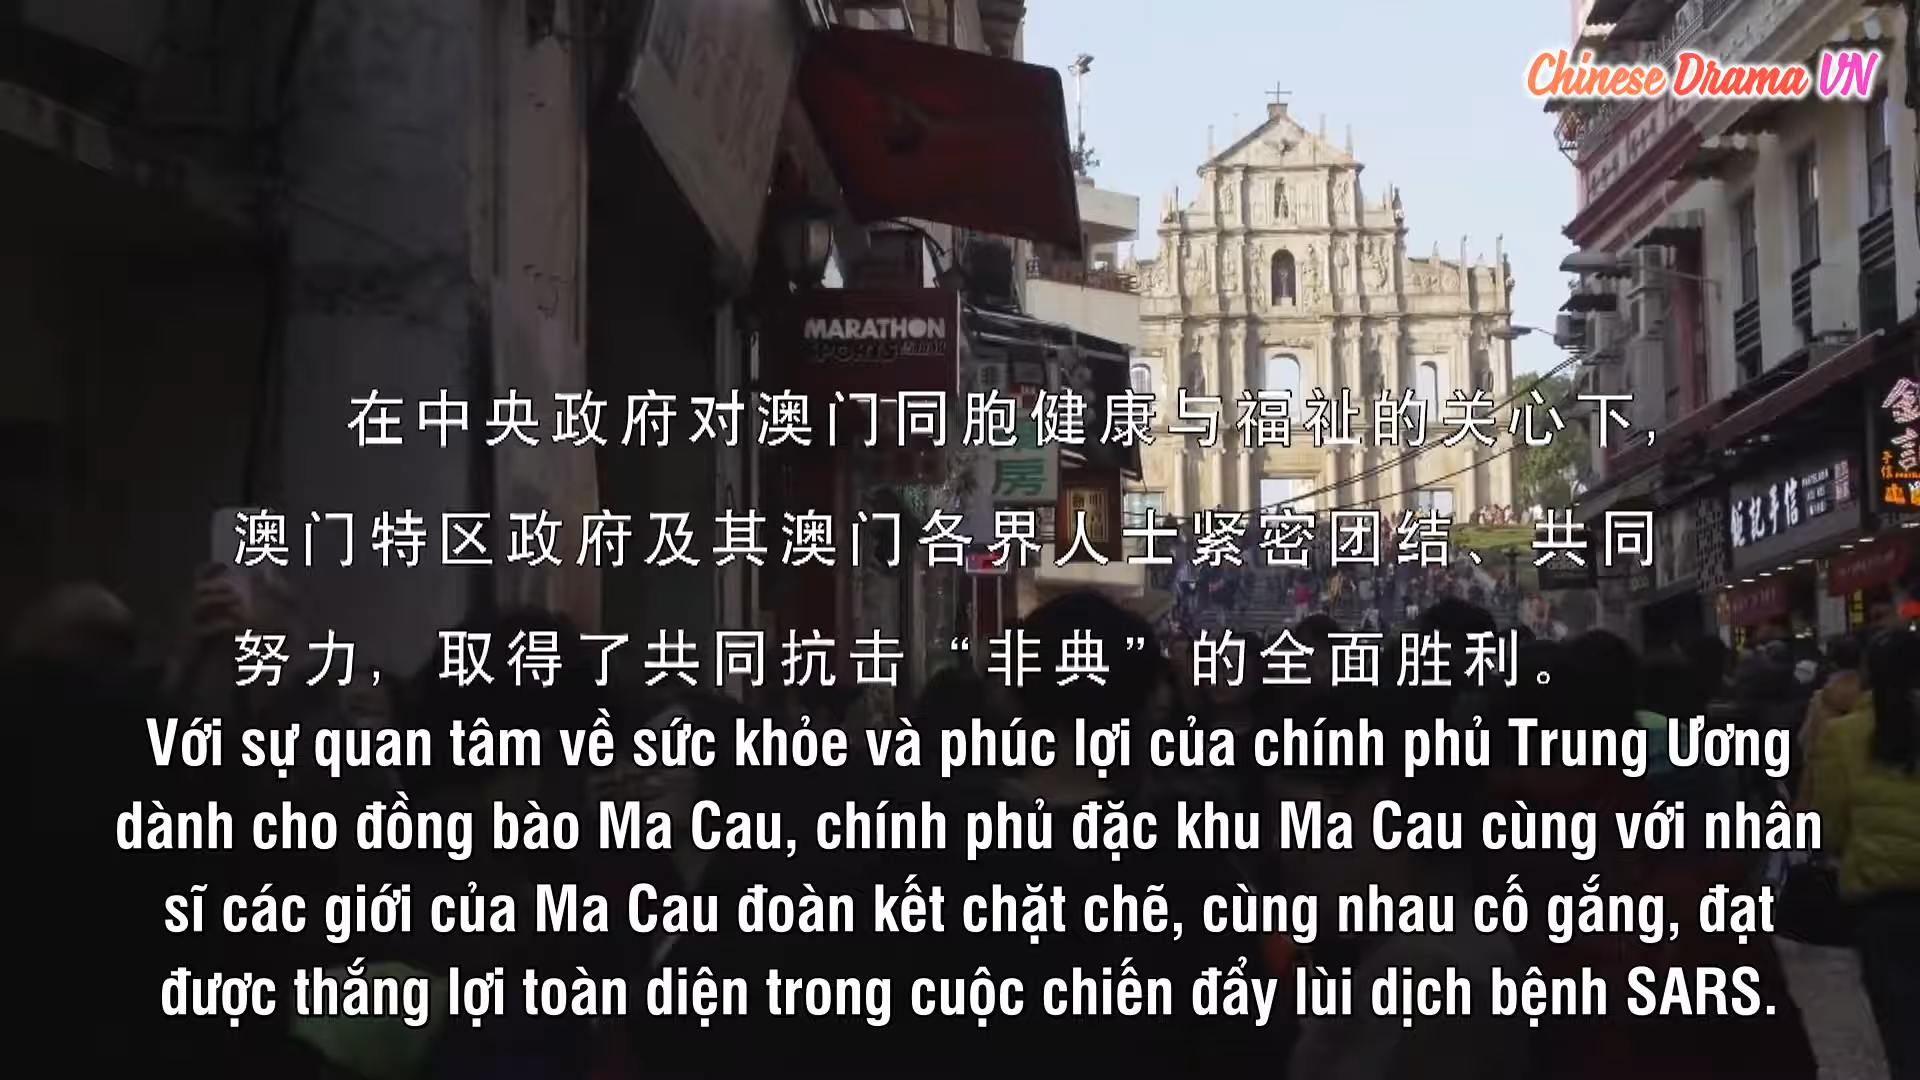 Chinese Drama VN
MARATHON
SPORTS
房
钜记手信
在中央政府对澳门同胞健康与福祉的关心下,
澳门特区政府及其澳门各界人士紧密团结、共同
努力, 取得了共同抗击“非典”的全面胜利。
Với sự quan tâm về sức khỏe và phúc lợi của chính phủ Trung Ương
dành cho đồng bào Ma Cau, chính phủ đặc khu Ma Cau cùng với nhân
sĩ các giới của Ma Cau đoàn kết chặt chẽ, cùng nhau cố gắng, đạt
được thắng lợi toàn diện trong cuộc chiến đẩy lùi dịch bệnh SARS.